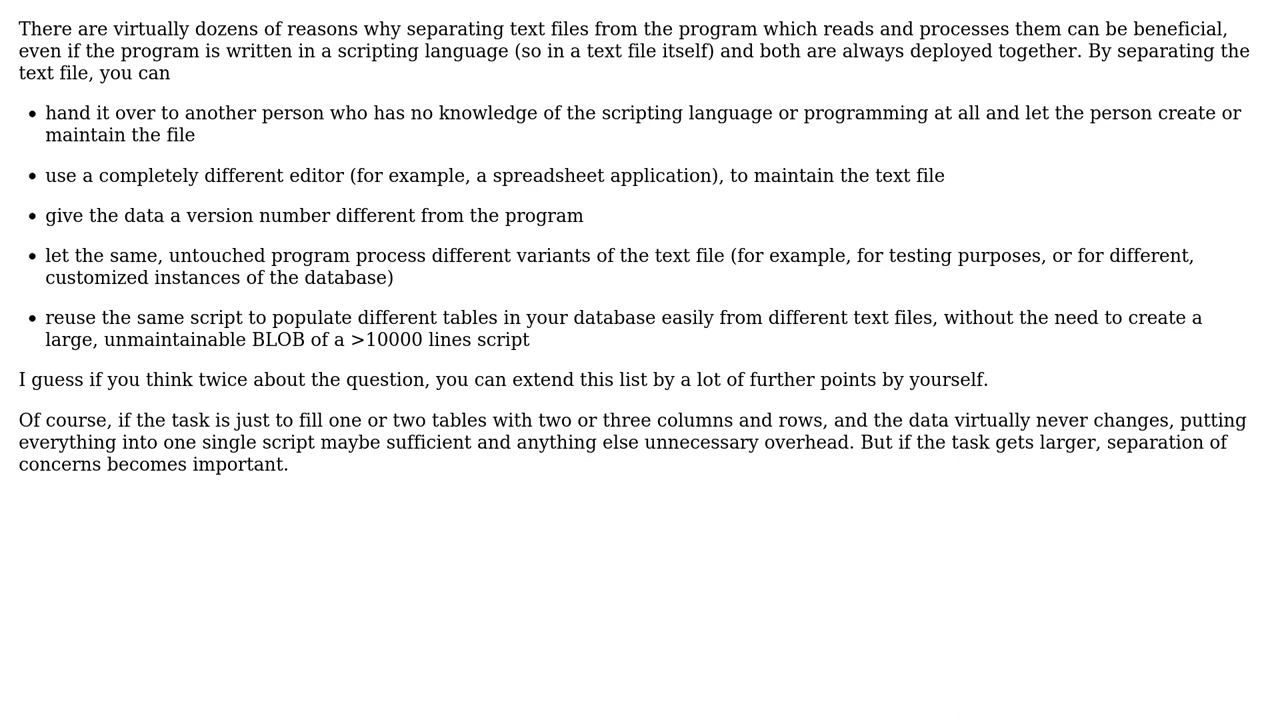 There are virtually dozens of reasons why separating text files from the program which reads and processes them can be beneficial,
even if the program is written in a scripting language (so in a text file itself) and both are always deployed together. By separating the
text file, you can
• hand it over to another person who has no knowledge of the scripting language or programming at all and let the person create or
maintain the file
• use a completely different editor (for example, a spreadsheet application), to maintain the text file
• give the data a version number different from the program
• let the same, untouched program process different variants of the text file (for example, for testing purposes, or for different,
customized instances of the database)
• reuse the same script to populate different tables in your database easily from different text files, without the need to create a
large, unmaintainable BLOB of a >10000 lines script
I guess if you think twice about the question, you can extend this list by a lot of further points by yourself.
Of course, if the task is just to fill one or two tables with two or three columns and rows, and the data virtually never changes, putting
everything into one single script maybe sufficient and anything else unnecessary overhead. But if the task gets larger, separation of
concerns becomes important.